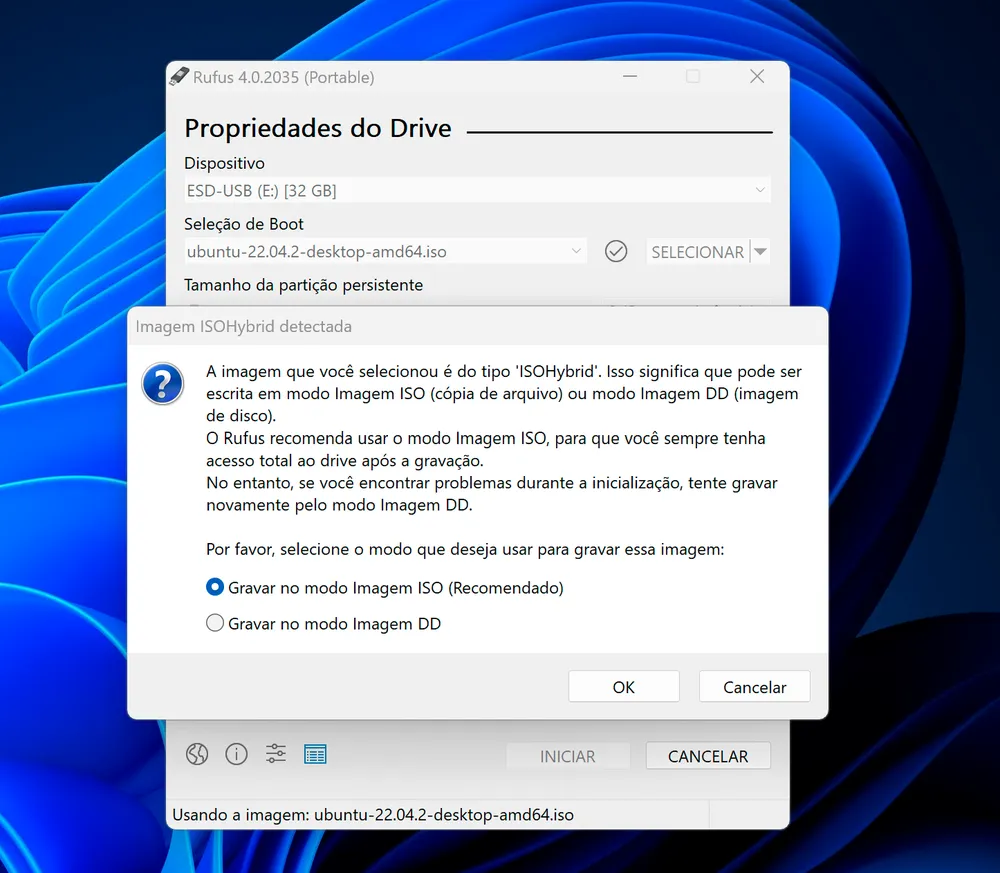 Rufus 4.0.2035 (Portable)
Propriedades do Drive
Dispositivo
ESD-USB (E:) [32 GB]
Seleção de Boot
ubuntu-22.04.2-desktop-amd64.iso
SELECIONAR
Tamanho da partição persistente
Imagem ISOHybrid detectada
A imagem que você selecionou é do tipo 'ISOHybrid'. Isso significa que pode ser
escrita em modo Imagem ISO (cópia de arquivo) ou modo Imagem DD (imagem
de disco).
O Rufus recomenda usar o modo Imagem ISO, para que você sempre tenha
acesso total ao drive após a gravação.
No entanto, se você encontrar problemas durante a inicialização, tente gravar
novamente pelo modo Imagem DD.
Por favor, selecione o modo que deseja usar para gravar essa imagem:
Gravar no modo Imagem ISO (Recomendado)
Gravar no modo Imagem DD
OK
Cancelar
INICIAR
CANCELAR
Usando a imagem: ubuntu-22.04.2-desktop-amd64.iso